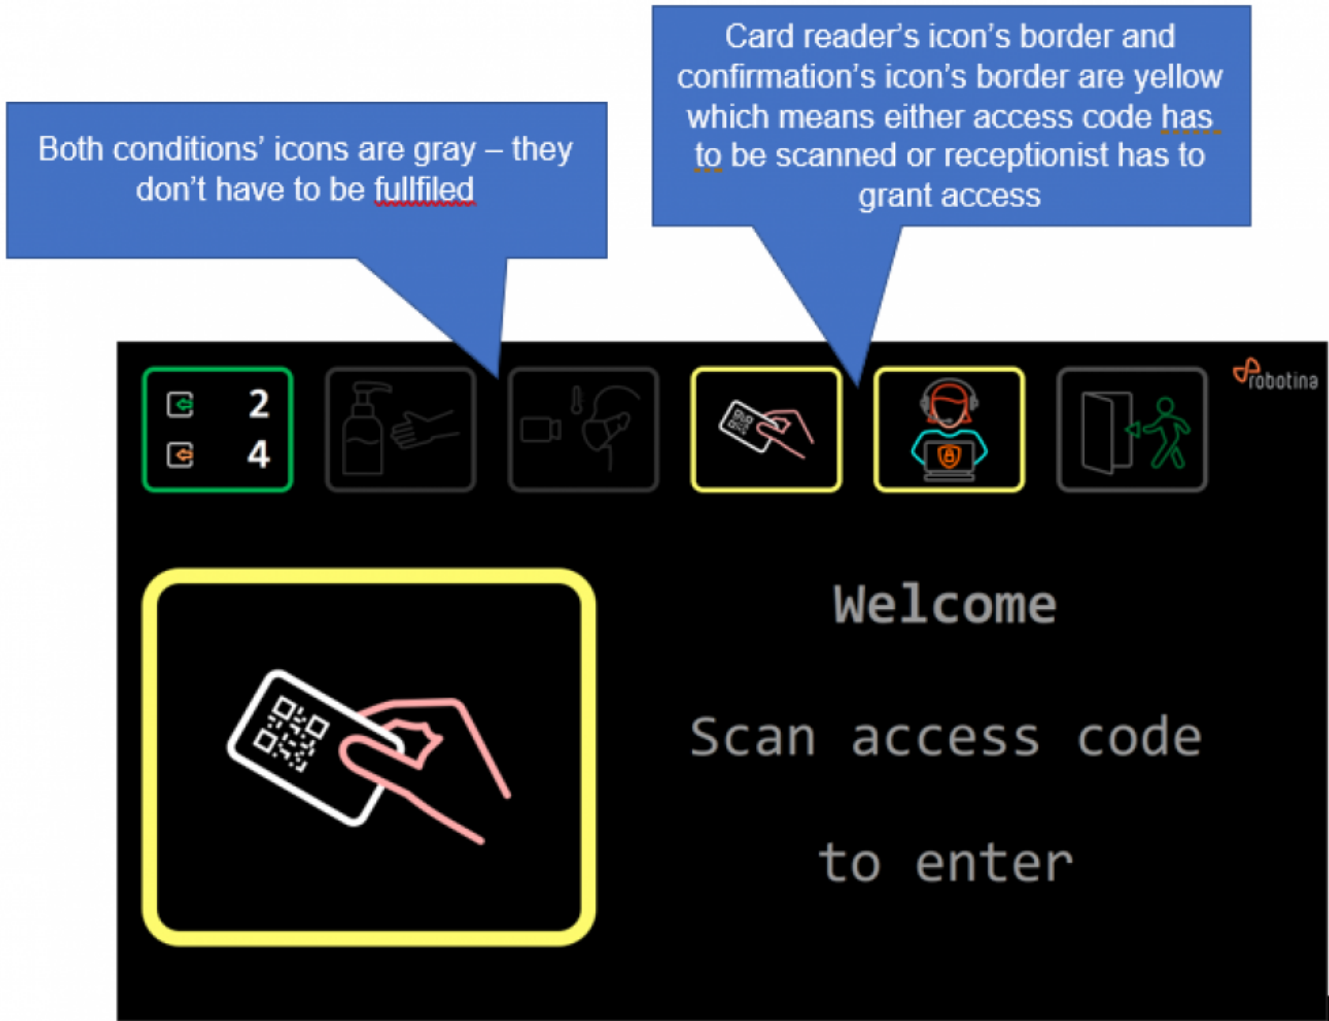 Card reader’s icon’s border and
confirmation’s icon’s border are yellow
which means either access code has
to be scanned or receptionist has to
grant access
Both conditions’ icons are gray – they
don’t have to be fullfiled
2
4
robotina
Welcome
Scan access code
to enter